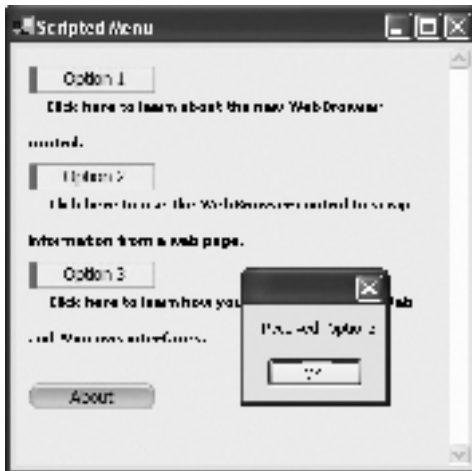 Scripted Menu
Option 1
Click here to learn about the new WebBrowser
control.
Option 2
Click here to use the WebBrowser control to scrap
information from a web page.
Option 3
Click here to learn how you
and Windows interfaces.
About